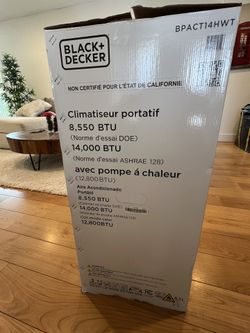 BPACT14HWT
BLACK+
DECKER
NON CERTIFIÉ POUR L'ÉTAT DE CALIFORNIE
Climatiseur portatif
8,550 BTU
(Norme d'essai DOE)
14,000 BTU
(Norme d'essai ASHRAE 128)
avec pompe á chaleur
(12,800BTU)
Aire Acondicionado
Portátil
8,550 BTU
14,000 BTU
12,800BTU